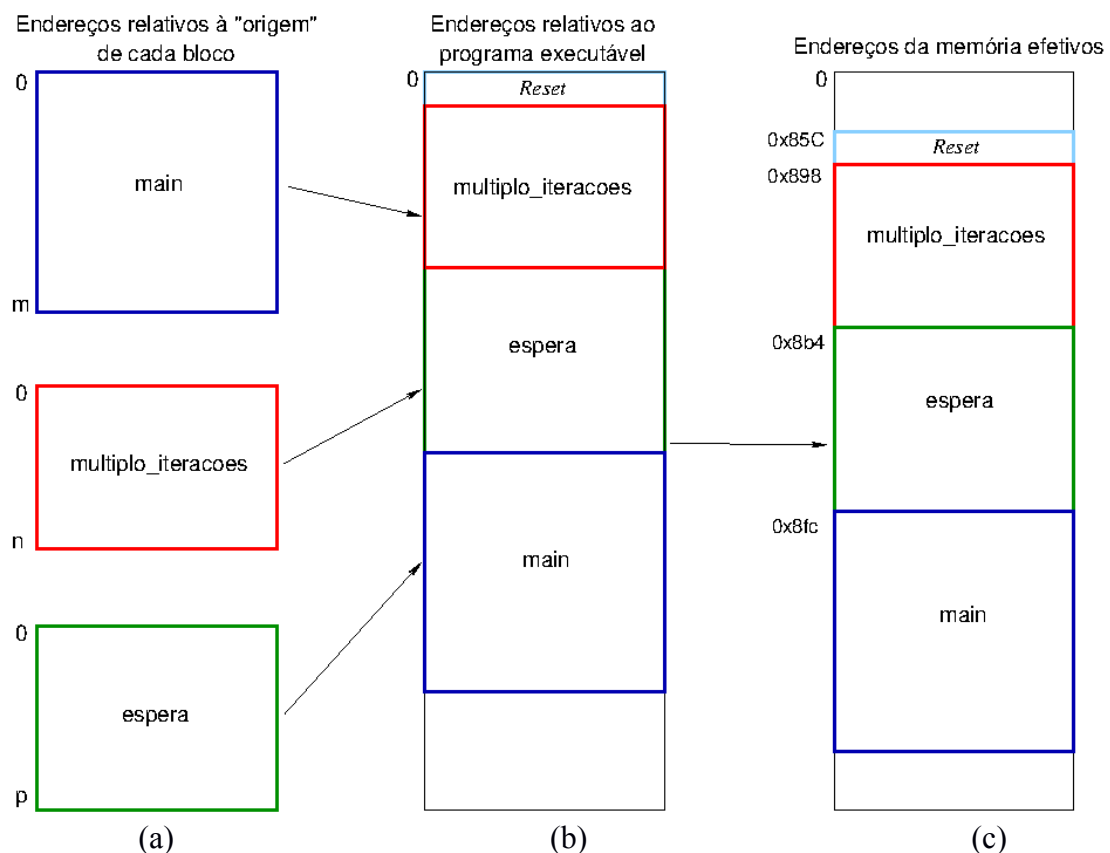 Endereços relativos à "origem"
de cada bloco
0
main
m
0
multiplo_iteracoes
n
0
espera
p
(a)
Endereços relativos ao
programa executável
0
Reset
multiplo_iteracoes
espera
main
(b)
Endereços da memória efetivos
0
0x85C
Reset
0x898
multiplo_iteracoes
0x8b4
espera
0x8fc
main
(c)